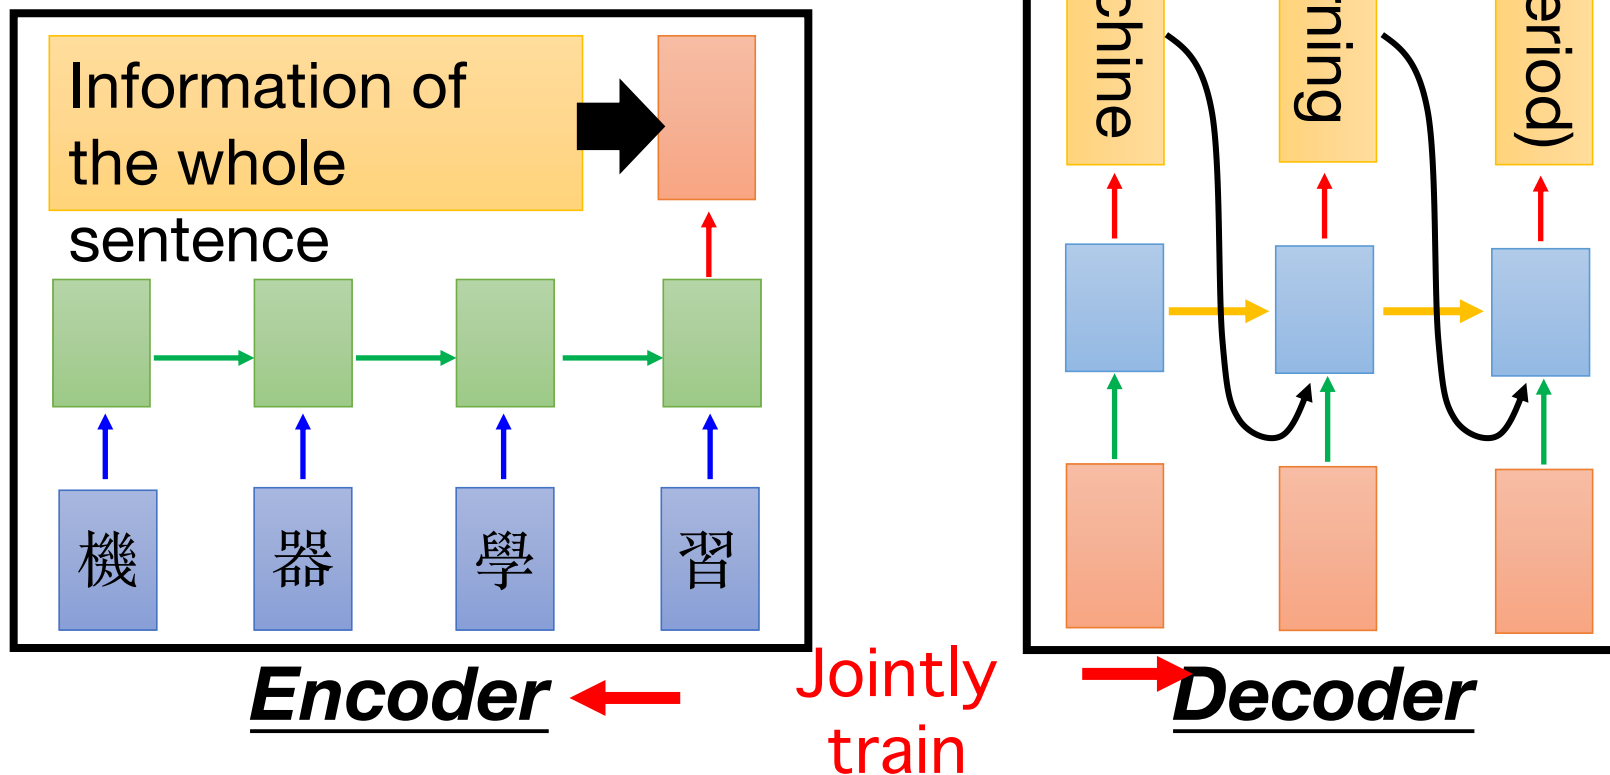 Information of
the whole
sentence
機 器 學 習
Encoder
Jointly
train
chine
rning
eriod)
Decoder